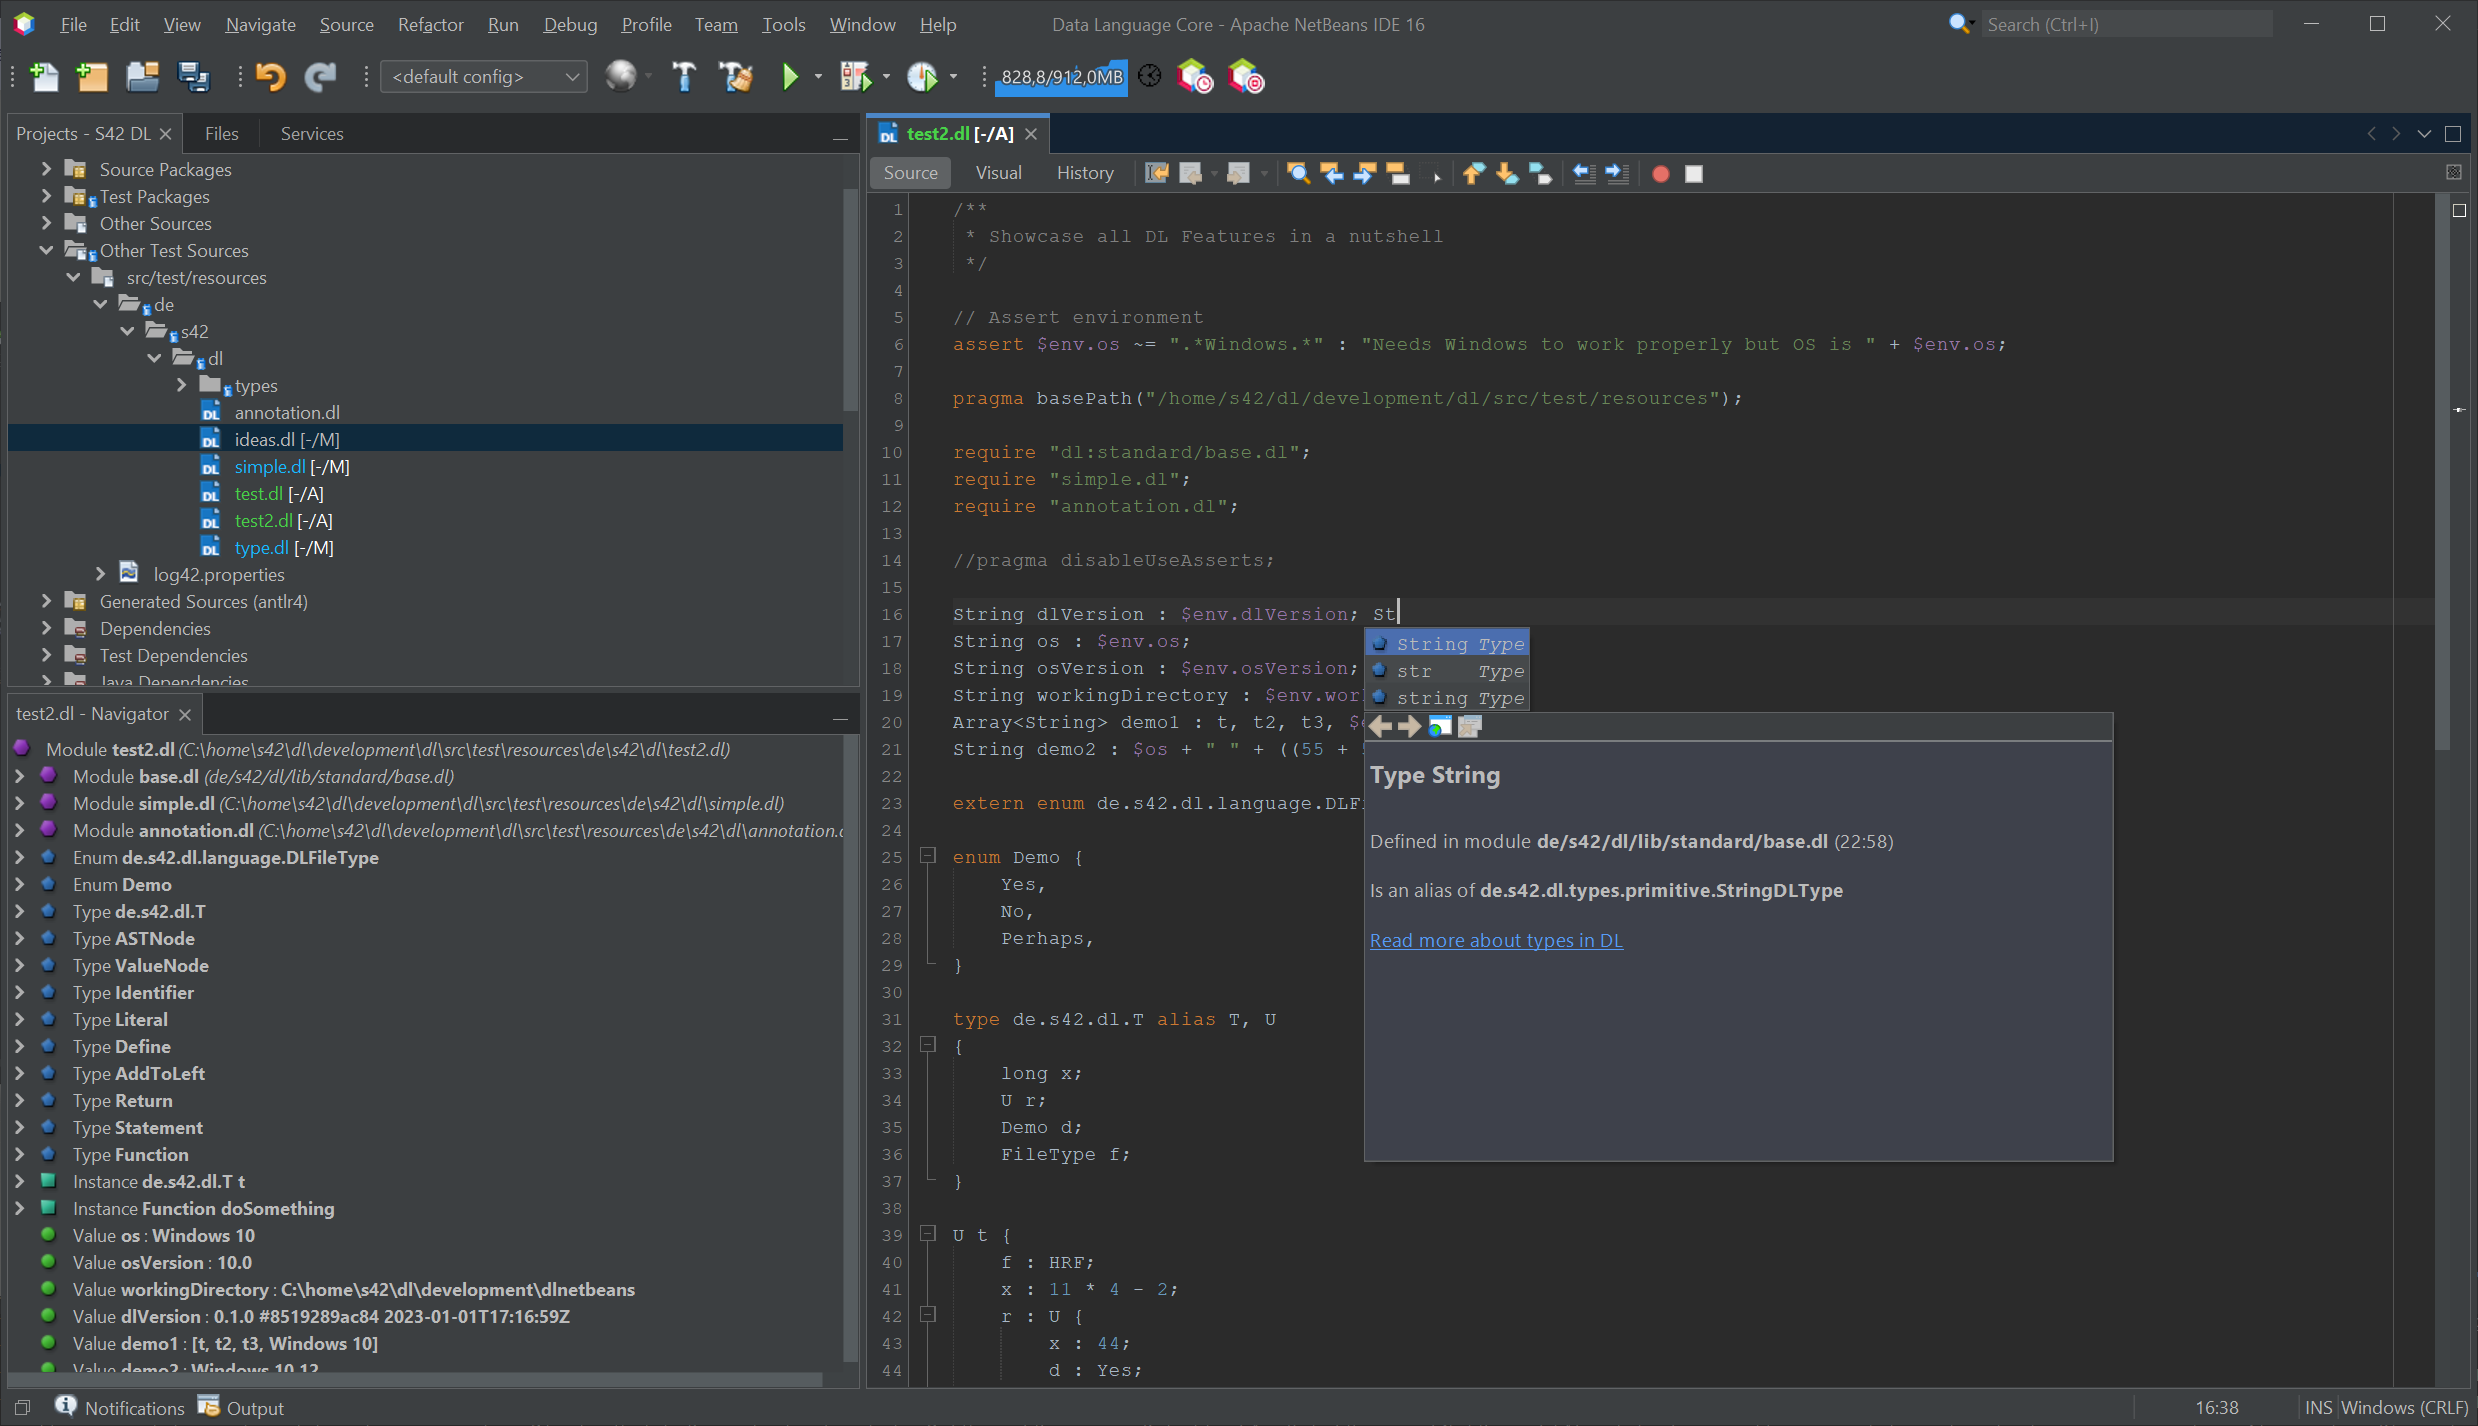 File Edit View Navigate Source Refactor Run Debug Profile Team Tools Window Help
Data Language Core - Apache NetBeans IDE 16
Search (Ctrl+I)
<default config>
828,8/912,0MB
Projects - S42 DL
Files
Services
Source Packages
Test Packages
Other Sources
Other Test Sources
src/test/resources
de
s42
dl
types
annotation.dl
ideas.dl [-/M]
simple.dl [-/M]
test.dl [-/A]
test2.dl [-/A]
type.dl [-/M]
log42.properties
Generated Sources (antlr4)
Dependencies
Test Dependencies
Java Dependencies
test2.dl - Navigator
Module test2.dl (C:\home\s42\dl\development\dl\src\test\resources\de\s42\dl\test2.dl)
Module base.dl (de/s42/dl/lib/standard/base.dl)
Module simple.dl (C:\home\s42\dl\development\dl\src\test\resources\de\s42\dl\simple.dl)
Module annotation.dl (C:\home\s42\dl\development\dl\src\test\resources\de\s42\dl\annotation.
Enum de.s42.dl.language.DLFileType
Enum Demo
Type de.s42.dl.T
Type ASTNode
Type ValueNode
Type Identifier
Type Literal
Type Define
Type AddToLeft
Type Return
Type Statement
Type Function
Instance de.s42.dl.T t
Instance Function doSomething
Value os : Windows 10
Value osVersion : 10.0
Value workingDirectory : C:\home\s42\dl\development\dlnetbeans
Value dlVersion : 0.1.0 #8519289ac84 2023-01-01T17:16:59Z
Value demo1 : [t, t2, t3, Windows 10]
Value demo2 : Windows 10 12
test2.dl [-/A]
Source Visual History
1 /**
2 * Showcase all DL Features in a nutshell
3 */
4
5 // Assert environment
6 assert $env.os ~= ".*Windows.*" : "Needs Windows to work properly but OS is " + $env.os;
7
8 pragma basePath("/home/s42/dl/development/dl/src/test/resources");
9
10 require "dl:standard/base.dl";
11 require "simple.dl";
12 require "annotation.dl";
13
14 //pragma disableUseAsserts;
15
16 String dlVersion : $env.dlVersion; St
17 String os : $env.os;
18 String osVersion : $env.osVersion;
19 String workingDirectory : $env.wor
20 Array<String> demo1 : t, t2, t3, $
21 String demo2 : $os + " " + ((55 +
22
23 extern enum de.s42.dl.language.DLF
24
25 enum Demo {
26 Yes,
27 No,
28 Perhaps,
29 }
30
31 type de.s42.dl.T alias T, U
32 {
33 long x;
34 U r;
35 Demo d;
36 FileType f;
37 }
38
39 U t {
40 f : HRF;
41 x : 11 * 4 - 2;
42 r : U {
43 x : 44;
44 d : Yes;
String Type
str Type
string Type
Type String
Defined in module de/s42/dl/lib/standard/base.dl (22:58)
Is an alias of de.s42.dl.types.primitive.StringDLType
Read more about types in DL
Notifications
Output
16:38
INS
Windows (CRLF)